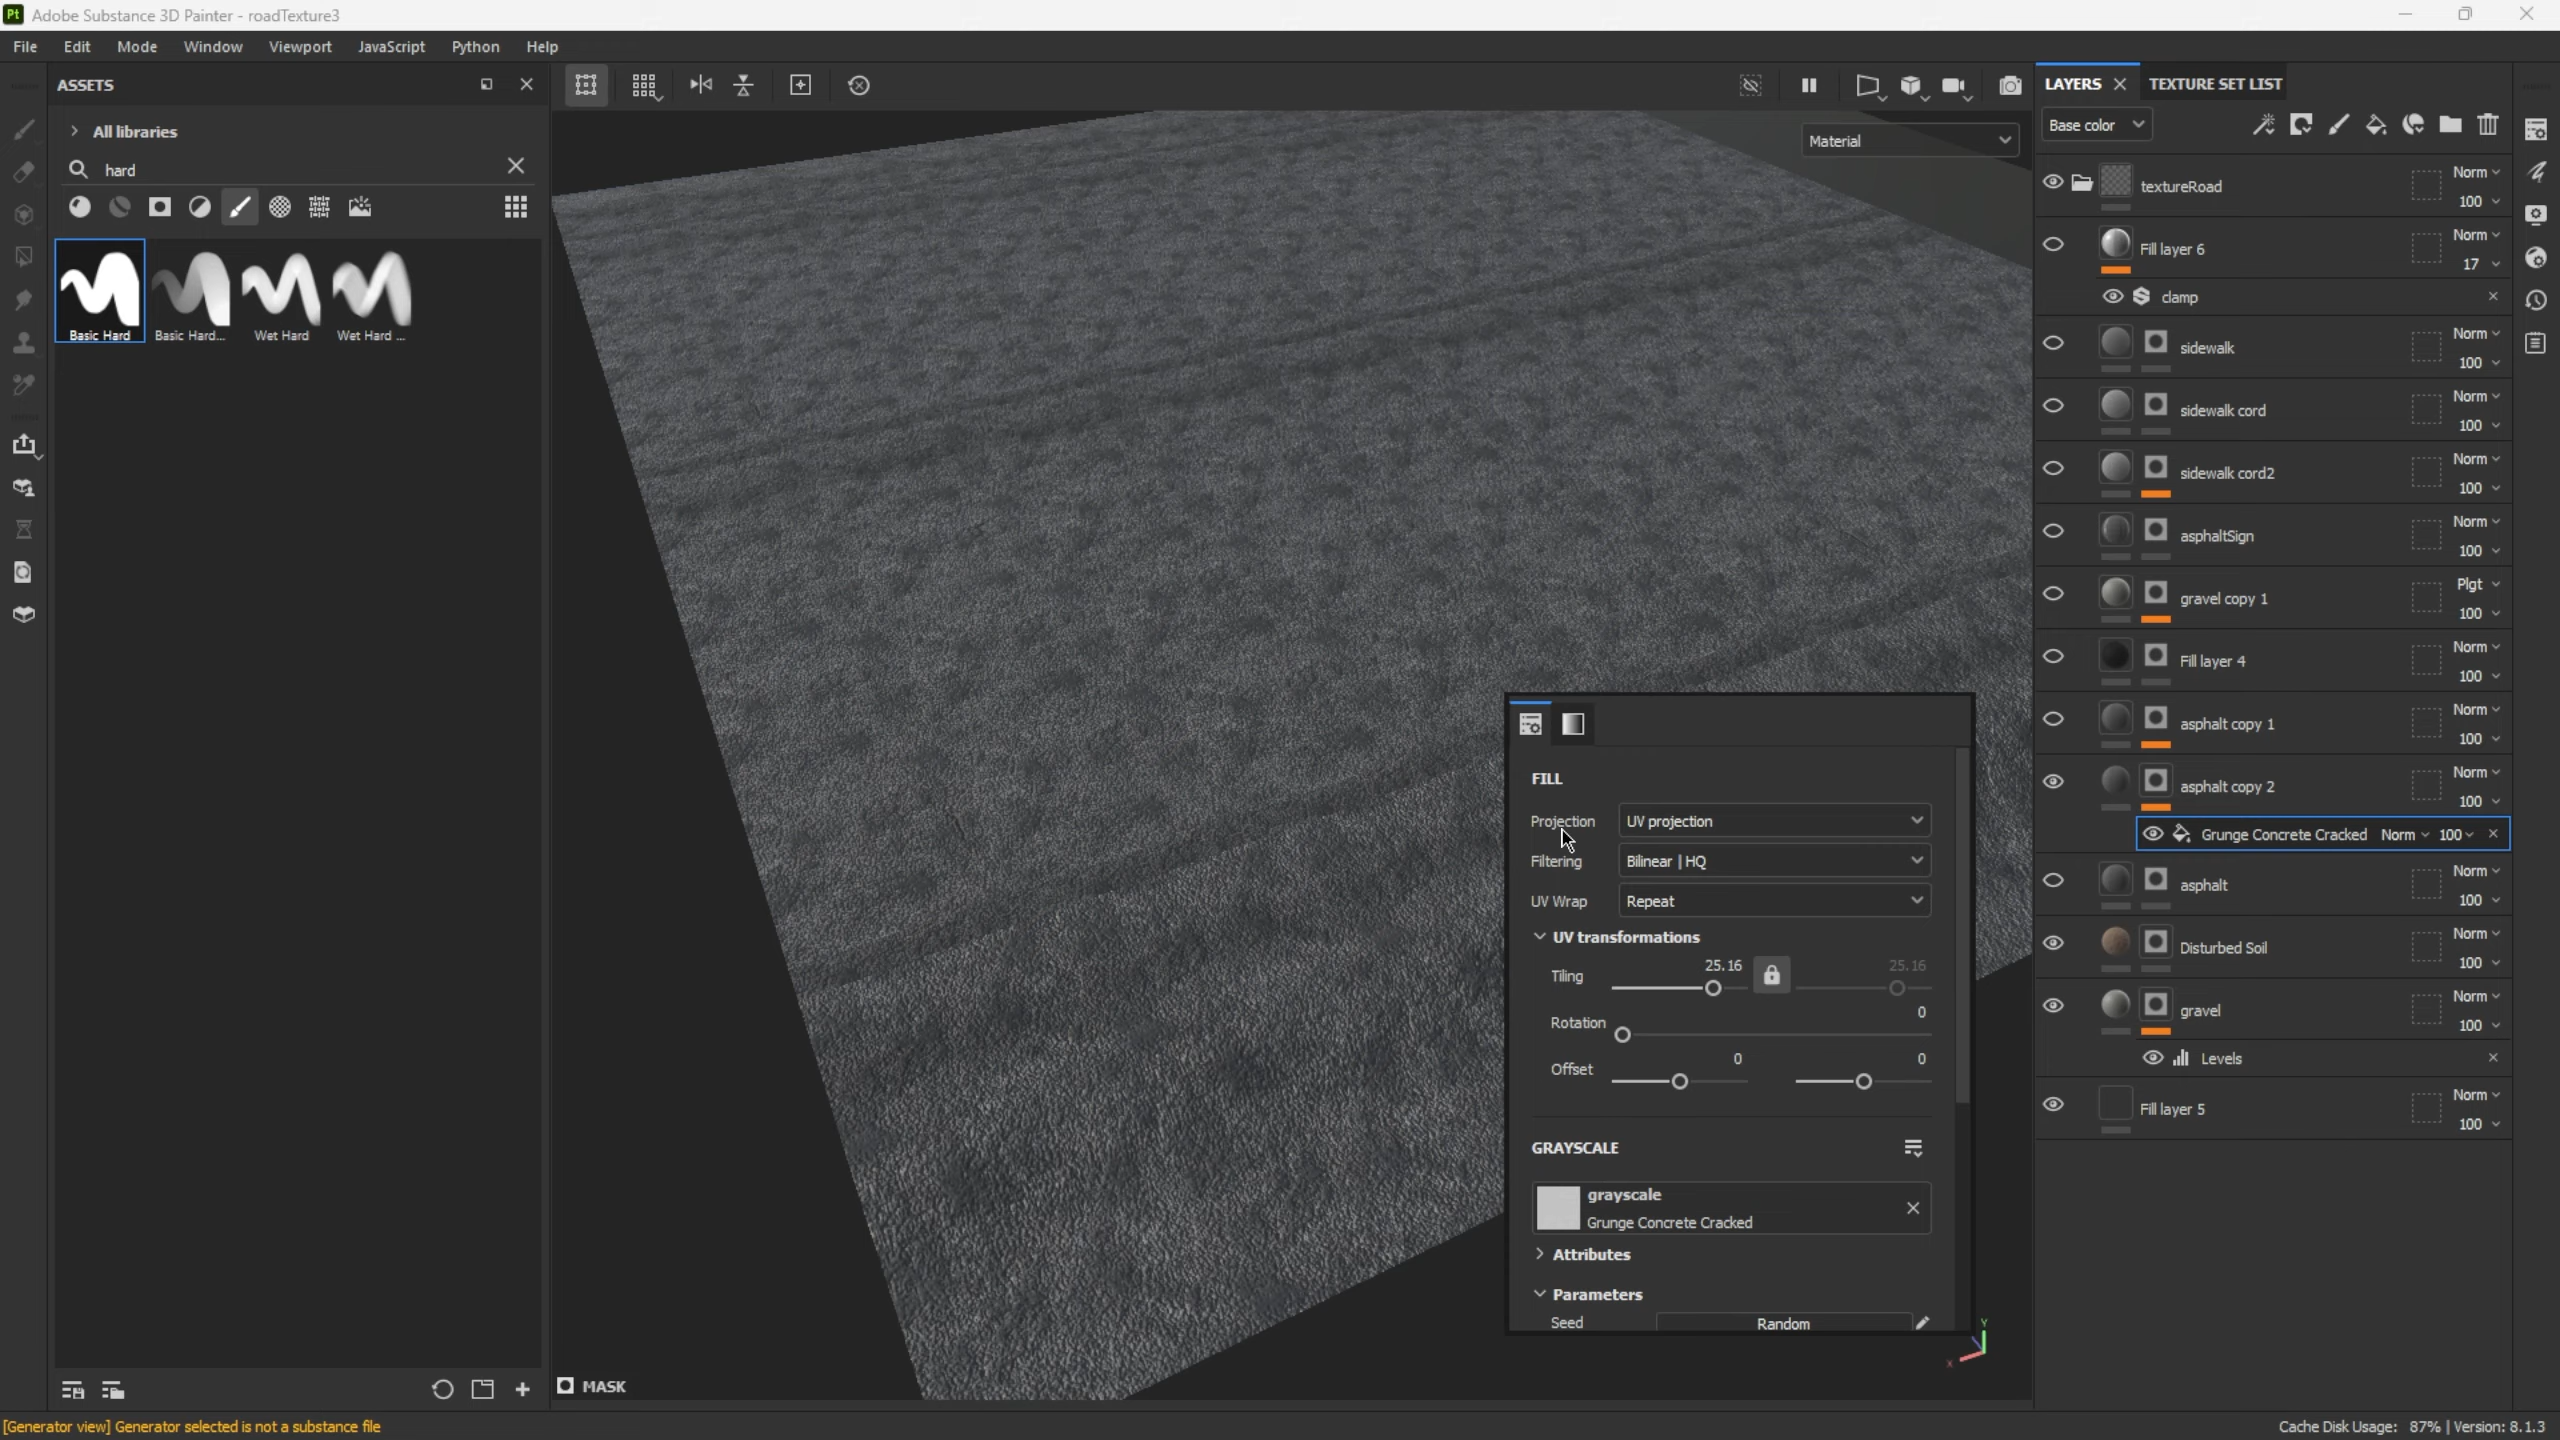 Pt Adobe Substance 3D Painter - roadTexture3
File Edit Mode Window Viewport JavaScript Python Help
ASSETS
All libraries
hard
Basic Hard
Basic Hard...
Wet Hard
Wet Hard ...
Material
MASK
FILL
Projection UV projection
Filtering Bilinear | HQ
UV Wrap Repeat
UV transformations
Tiling 25.16 25.16
Rotation 0
Offset 0 0
GRAYSCALE
grayscale
Grunge Concrete Cracked
Attributes
Parameters
Seed Random
Y
X
LAYERS TEXTURE SET LIST
Base color
textureRoad Norm
100
Fill layer 6 Norm
17
clamp
sidewalk Norm
100
sidewalk cord Norm
100
sidewalk cord2 Norm
100
asphaltSign Norm
100
gravel copy 1 Plgt
100
Fill layer 4 Norm
100
asphalt copy 1 Norm
100
asphalt copy 2 Norm
100
Grunge Concrete Cracked Norm 100
asphalt Norm
100
Disturbed Soil Norm
100
gravel Norm
100
Levels
Fill layer 5 Norm
100
[Generator view] Generator selected is not a substance file
Cache Disk Usage: 87% | Version: 8.1.3